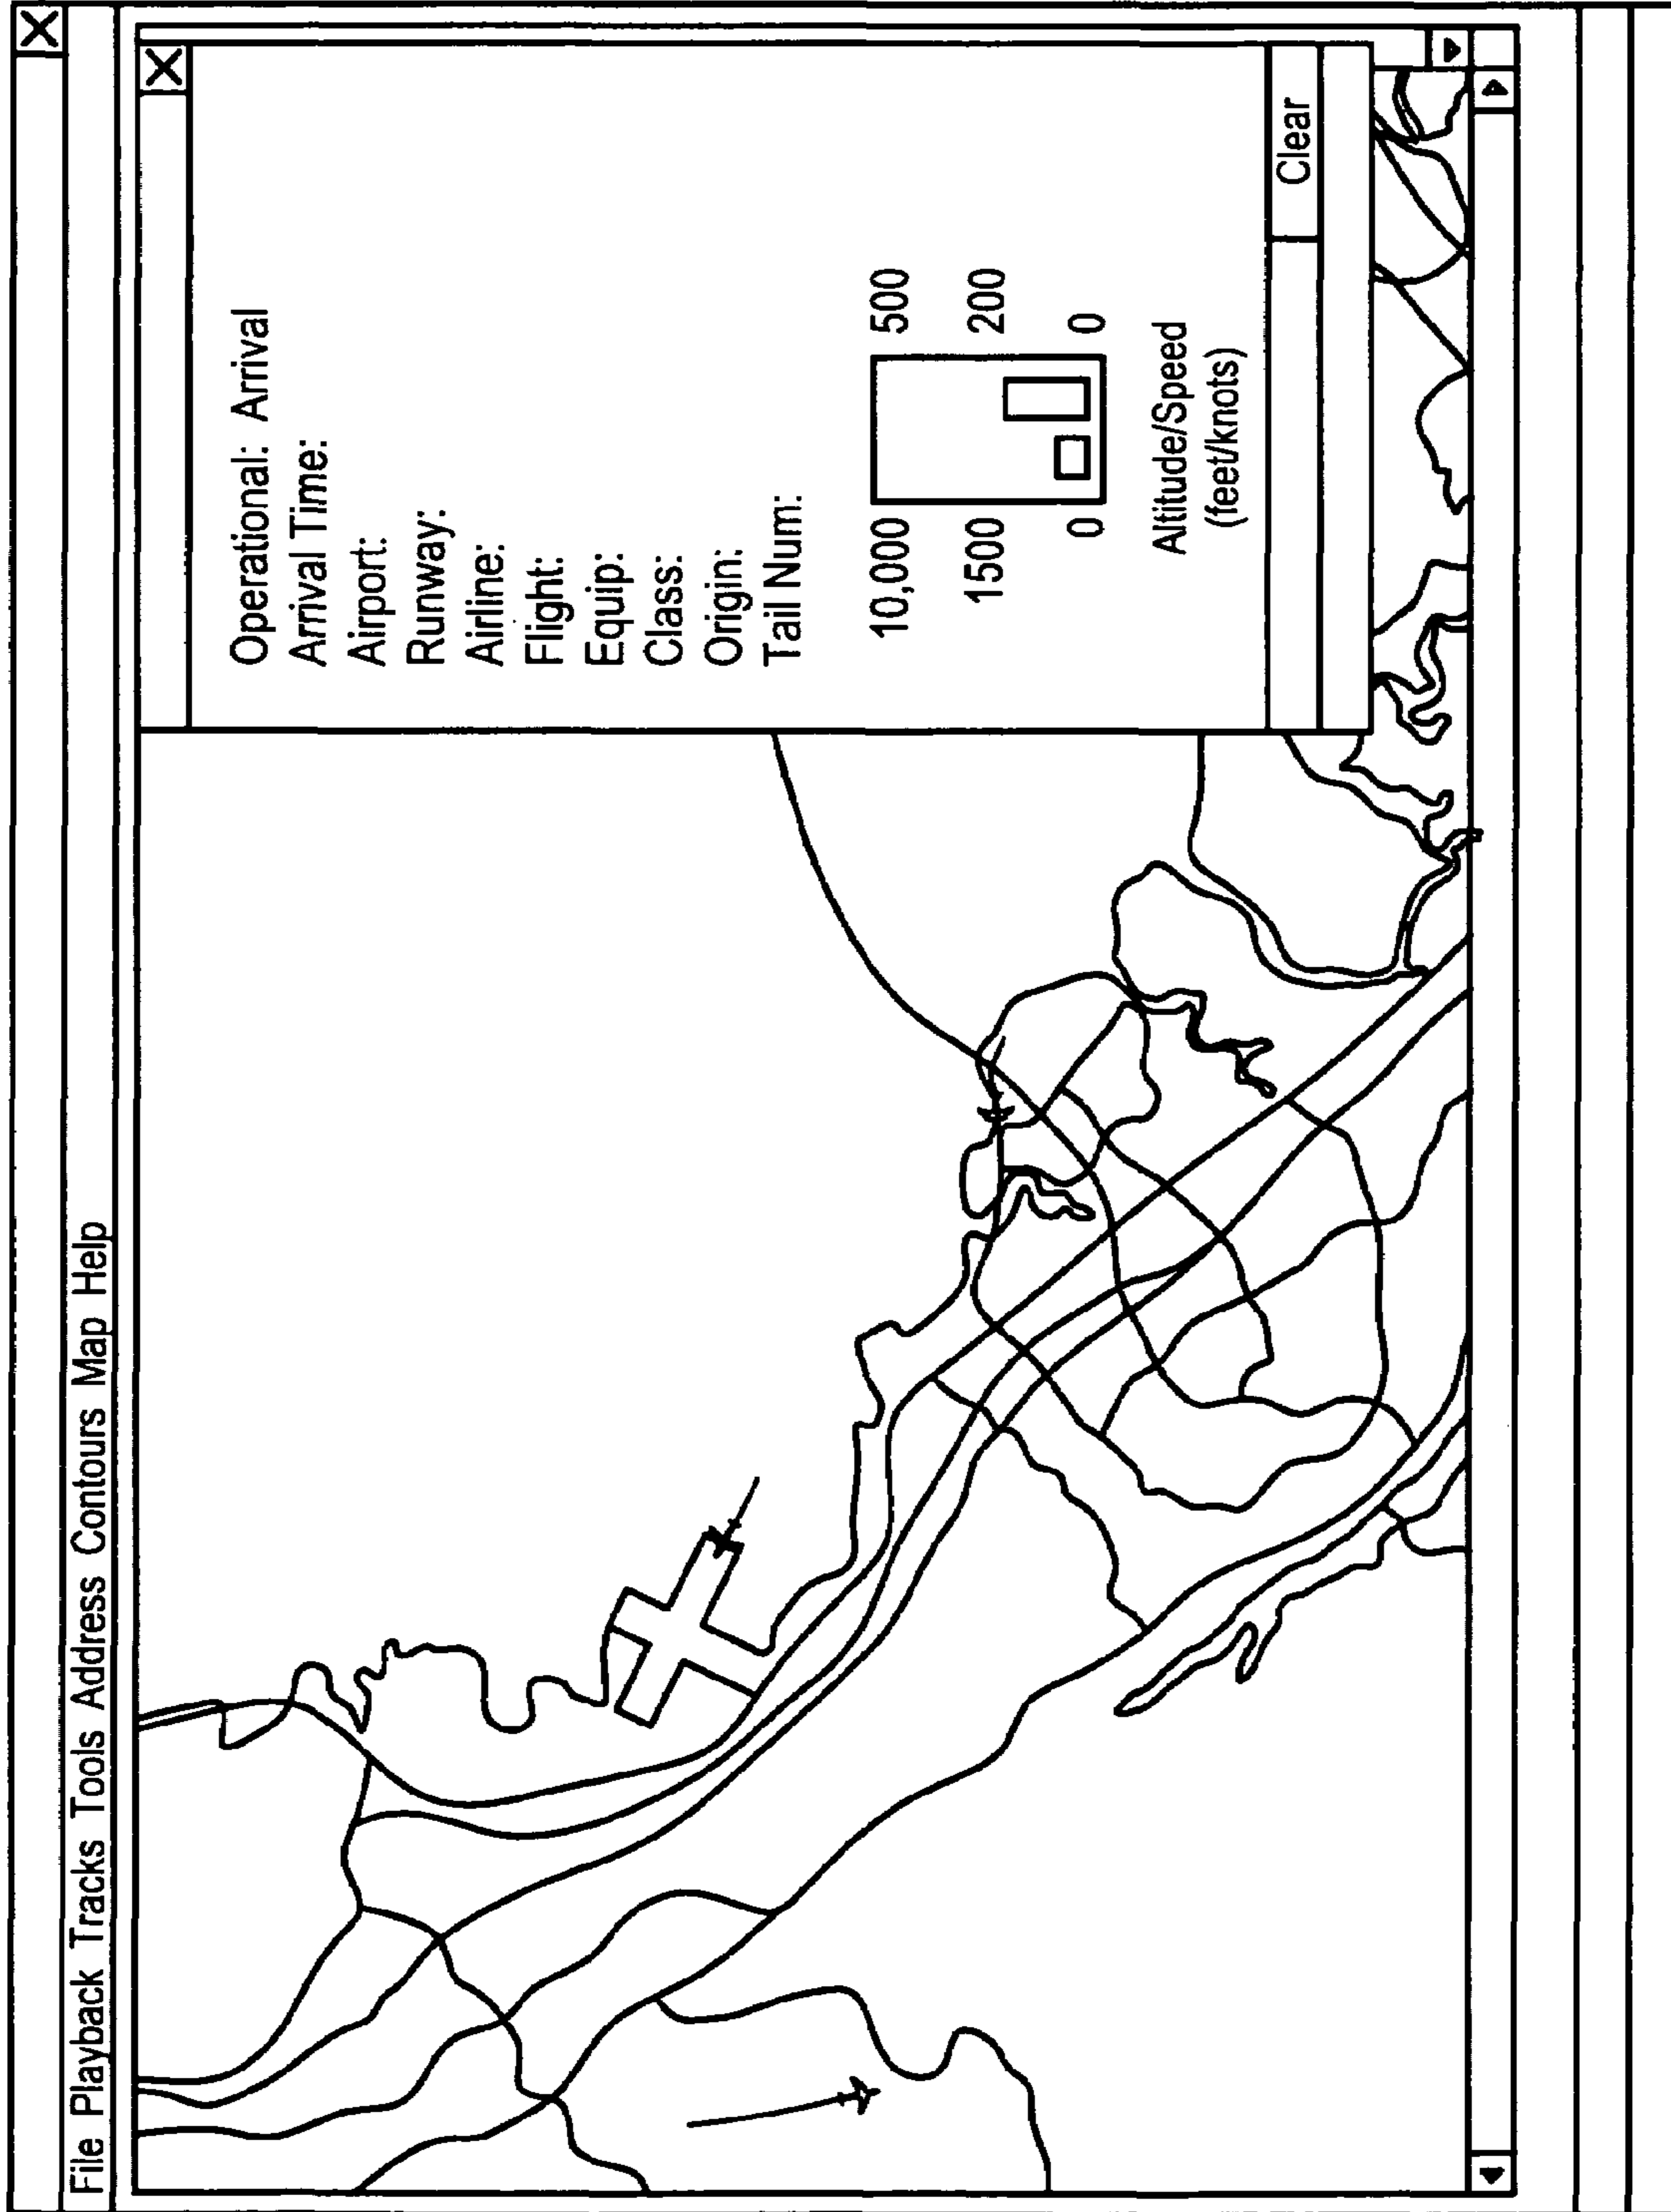 File Playback Tracks Tools Address Contours Map Help
Operational: Arrival
Arrival Time:
Airport:
Runway:
Airline:
Flight:
Equip:
Class:
Origin:
Tail Num:
10,000 500
1500 200
0 0
Altitude/Speed
(feet/knots)
Clear